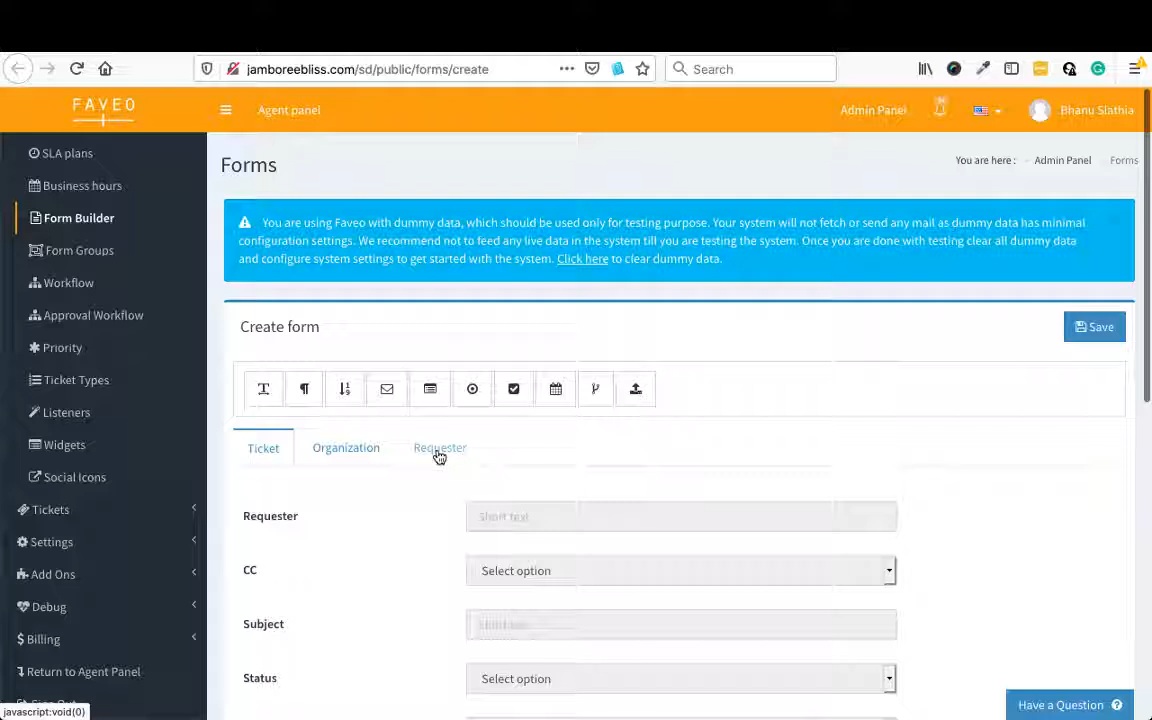 jamboreebliss.com/sd/public/forms/create
Search
FAVEO
Agent panel
Admin Panel
Bhanu Slathia
SLA plans
Business hours
Form Builder
Form Groups
Workflow
Approval Workflow
Priority
Ticket Types
Listeners
Widgets
Social Icons
Tickets
Settings
Add Ons
Debug
Billing
Return to Agent Panel
Sign Out
javascript:void(0)
Forms
You are here :
Admin Panel
Forms
You are using Faveo with dummy data, which should be used only for testing purpose. Your system will not fetch or send any mail as dummy data has minimal
configuration settings. We recommend not to feed any live data in the system till you are testing the system. Once you are done with testing clear all dummy data
and configure system settings to get started with the system. Click here to clear dummy data.
Create form
Save
Ticket
Organization
Requester
Requester
Short text
CC
Select option
Subject
Status
Select option
Have a Question